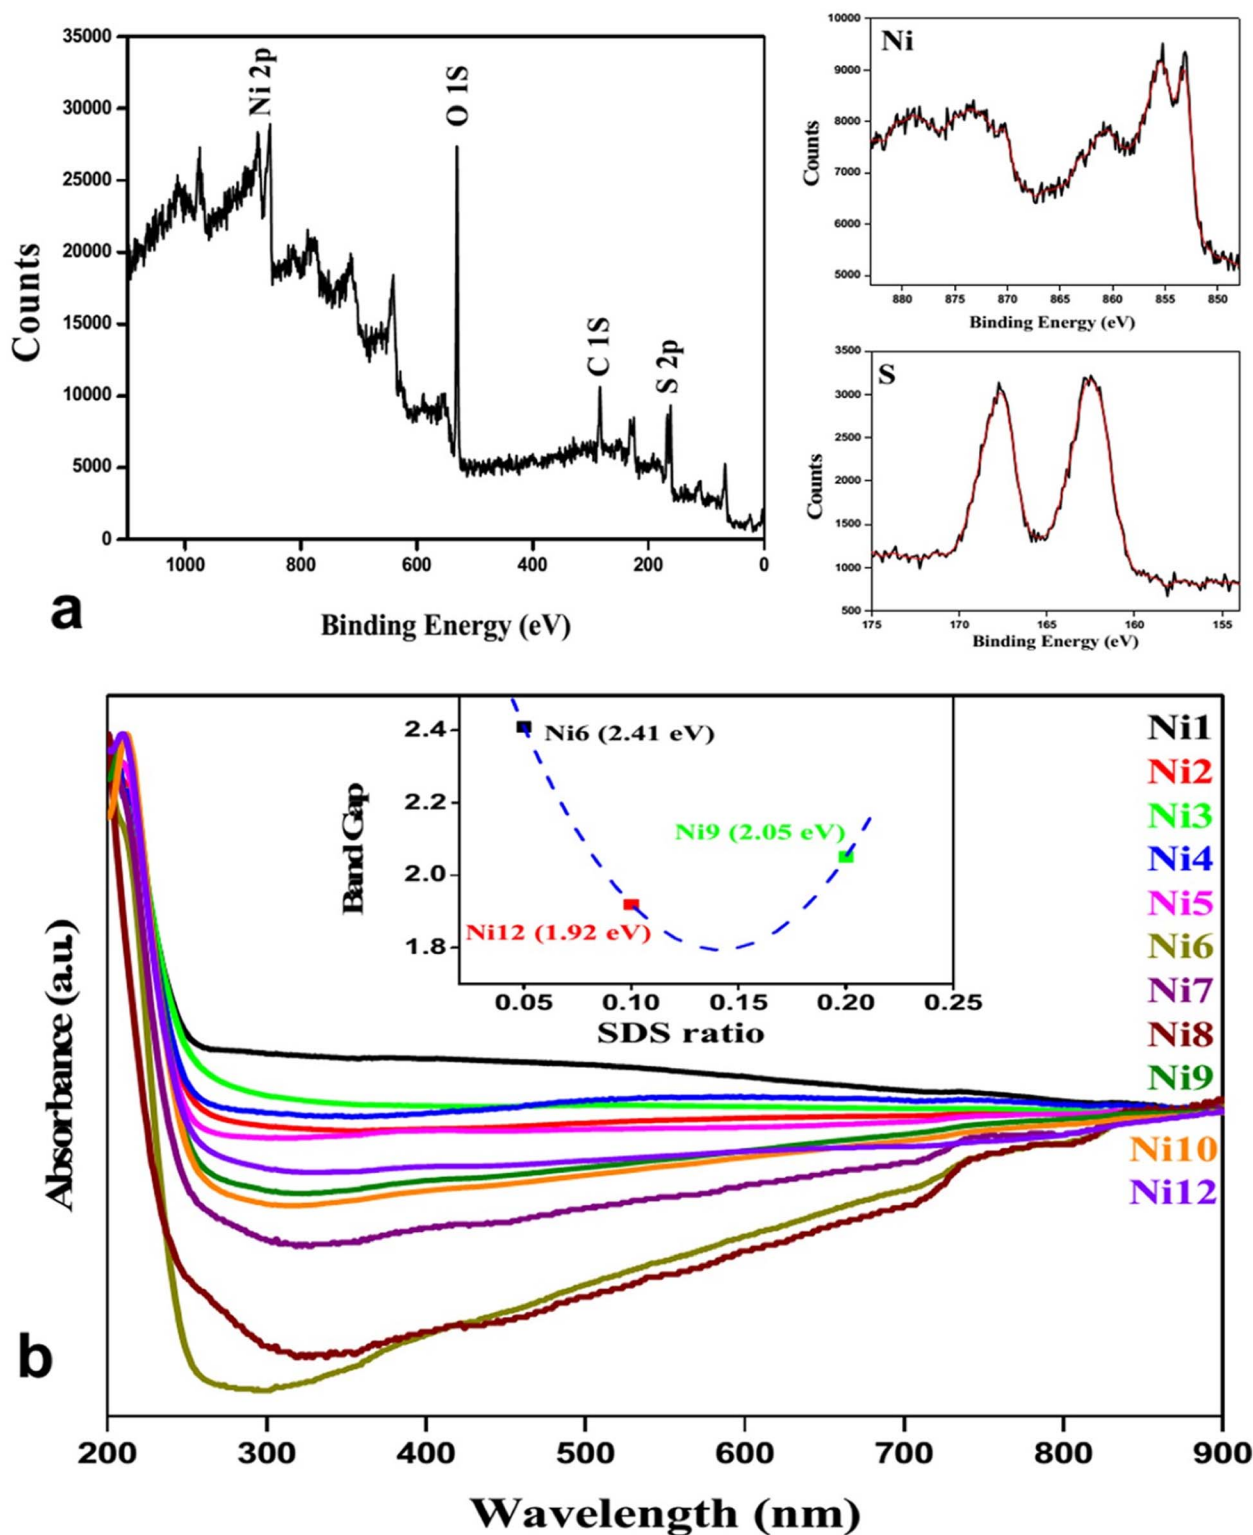 35000
30000
25000
20000
15000
10000
5000
0
Counts
Ni 2p
O 1S
C 1S
S 2p
1000
800
600
400
200
0
Binding Energy (eV)
a
10000
9000
8000
7000
6000
5000
Counts
Ni
880
875
870
865
860
855
850
Binding Energy (eV)
3500
3000
2500
2000
1500
1000
500
Counts
S
175
170
165
160
155
Binding Energy (eV)
2.4
2.2
2.0
1.8
Band Gap
Ni6 (2.41 eV)
Ni9 (2.05 eV)
Ni12 (1.92 eV)
0.05
0.10
0.15
0.20
0.25
SDS ratio
Ni1
Ni2
Ni3
Ni4
Ni5
Ni6
Ni7
Ni8
Ni9
Ni10
Ni12
Absorbance (a.u.)
b
200
300
400
500
600
700
800
900
Wavelength (nm)